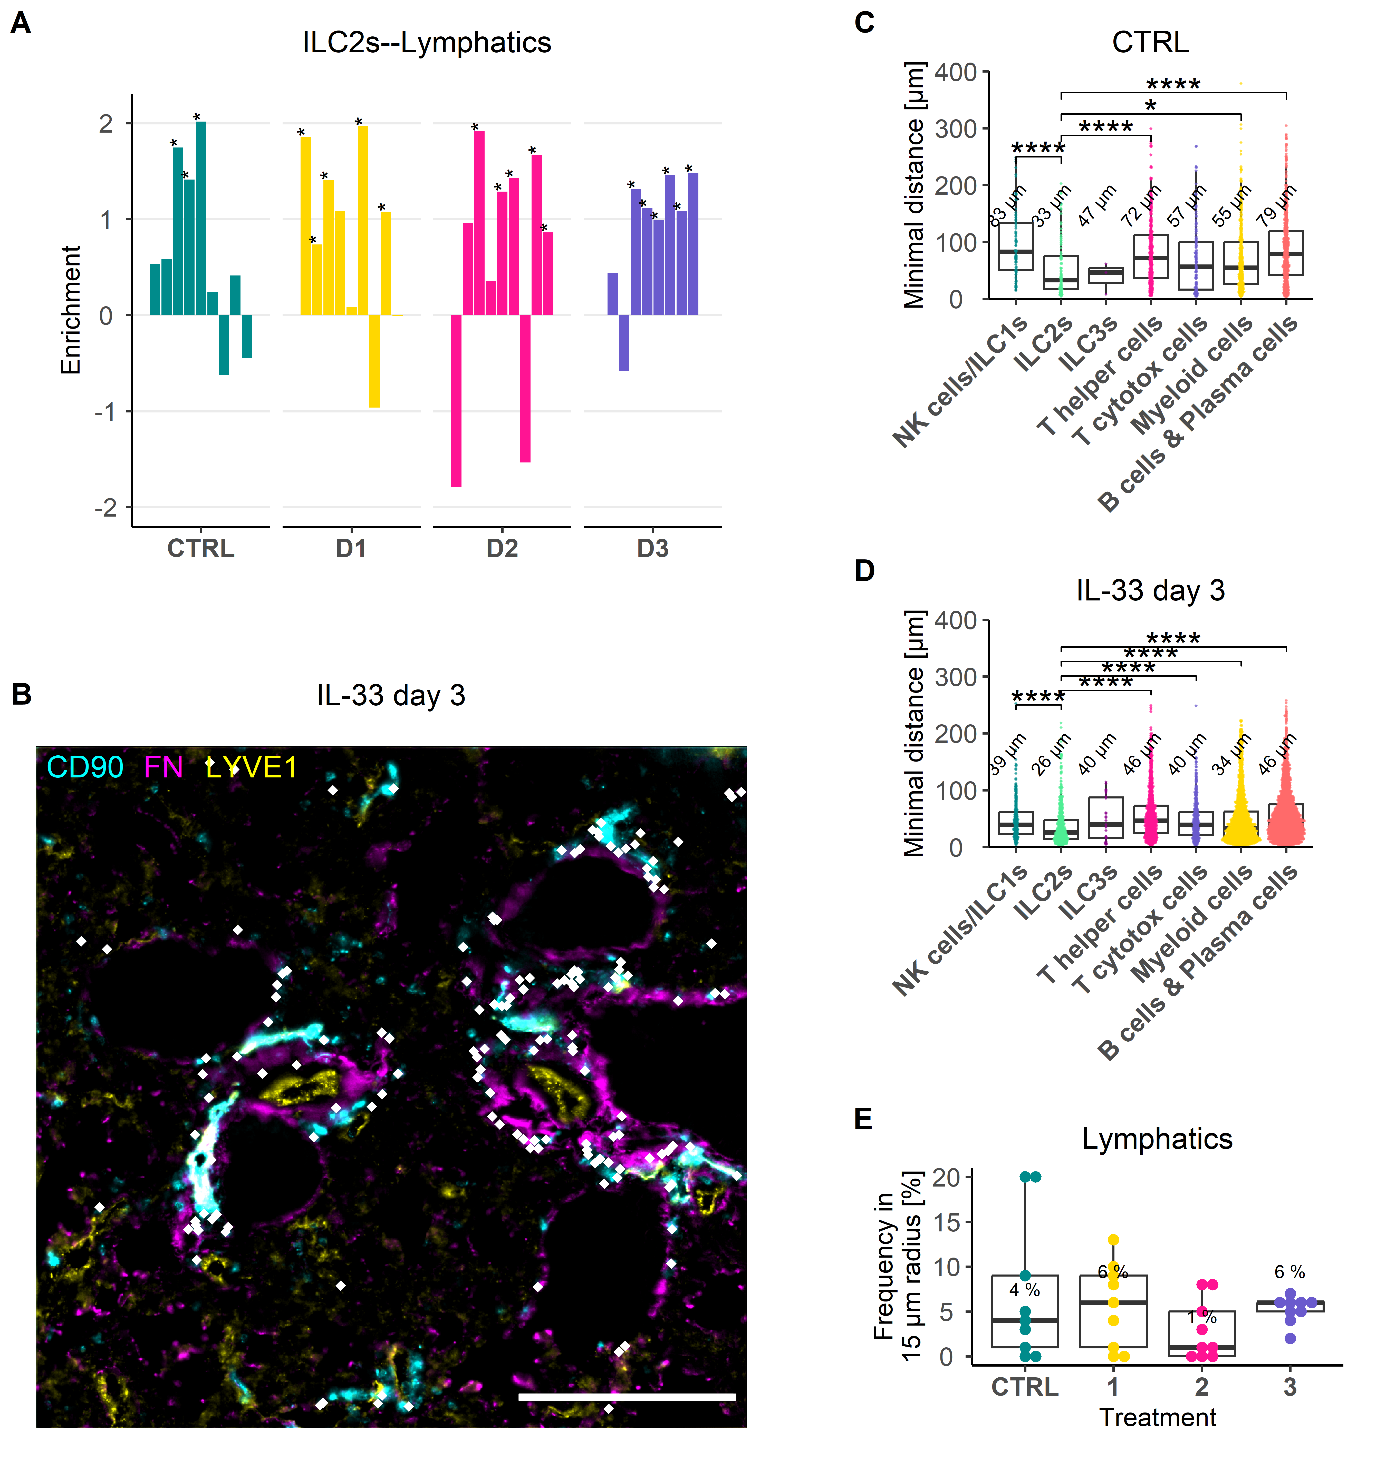 A
ILC2s--Lymphatics
Enrichment
2
1
0
-1
-2
* * * *
* * * * *
* * * * * *
* * * * * * *
CTRL
D1
D2
D3
B
IL-33 day 3
CD90 FN LYVE1
C
CTRL
Minimal distance [µm]
400
300
200
100
0
****
*
****
****
83 µm
33 µm
47 µm
72 µm
57 µm
55 µm
79 µm
NK cells/ILC1s
ILC2s
ILC3s
T helper cells
T cytotox cells
Myeloid cells
B cells & Plasma cells
D
IL-33 day 3
Minimal distance [µm]
400
300
200
100
0
****
****
****
****
****
39 µm
26 µm
40 µm
46 µm
40 µm
34 µm
46 µm
NK cells/ILC1s
ILC2s
ILC3s
T helper cells
T cytotox cells
Myeloid cells
B cells & Plasma cells
E
Lymphatics
Frequency in
15 µm radius [%]
20
15
10
5
0
4 %
6 %
1 %
6 %
CTRL
1
2
3
Treatment